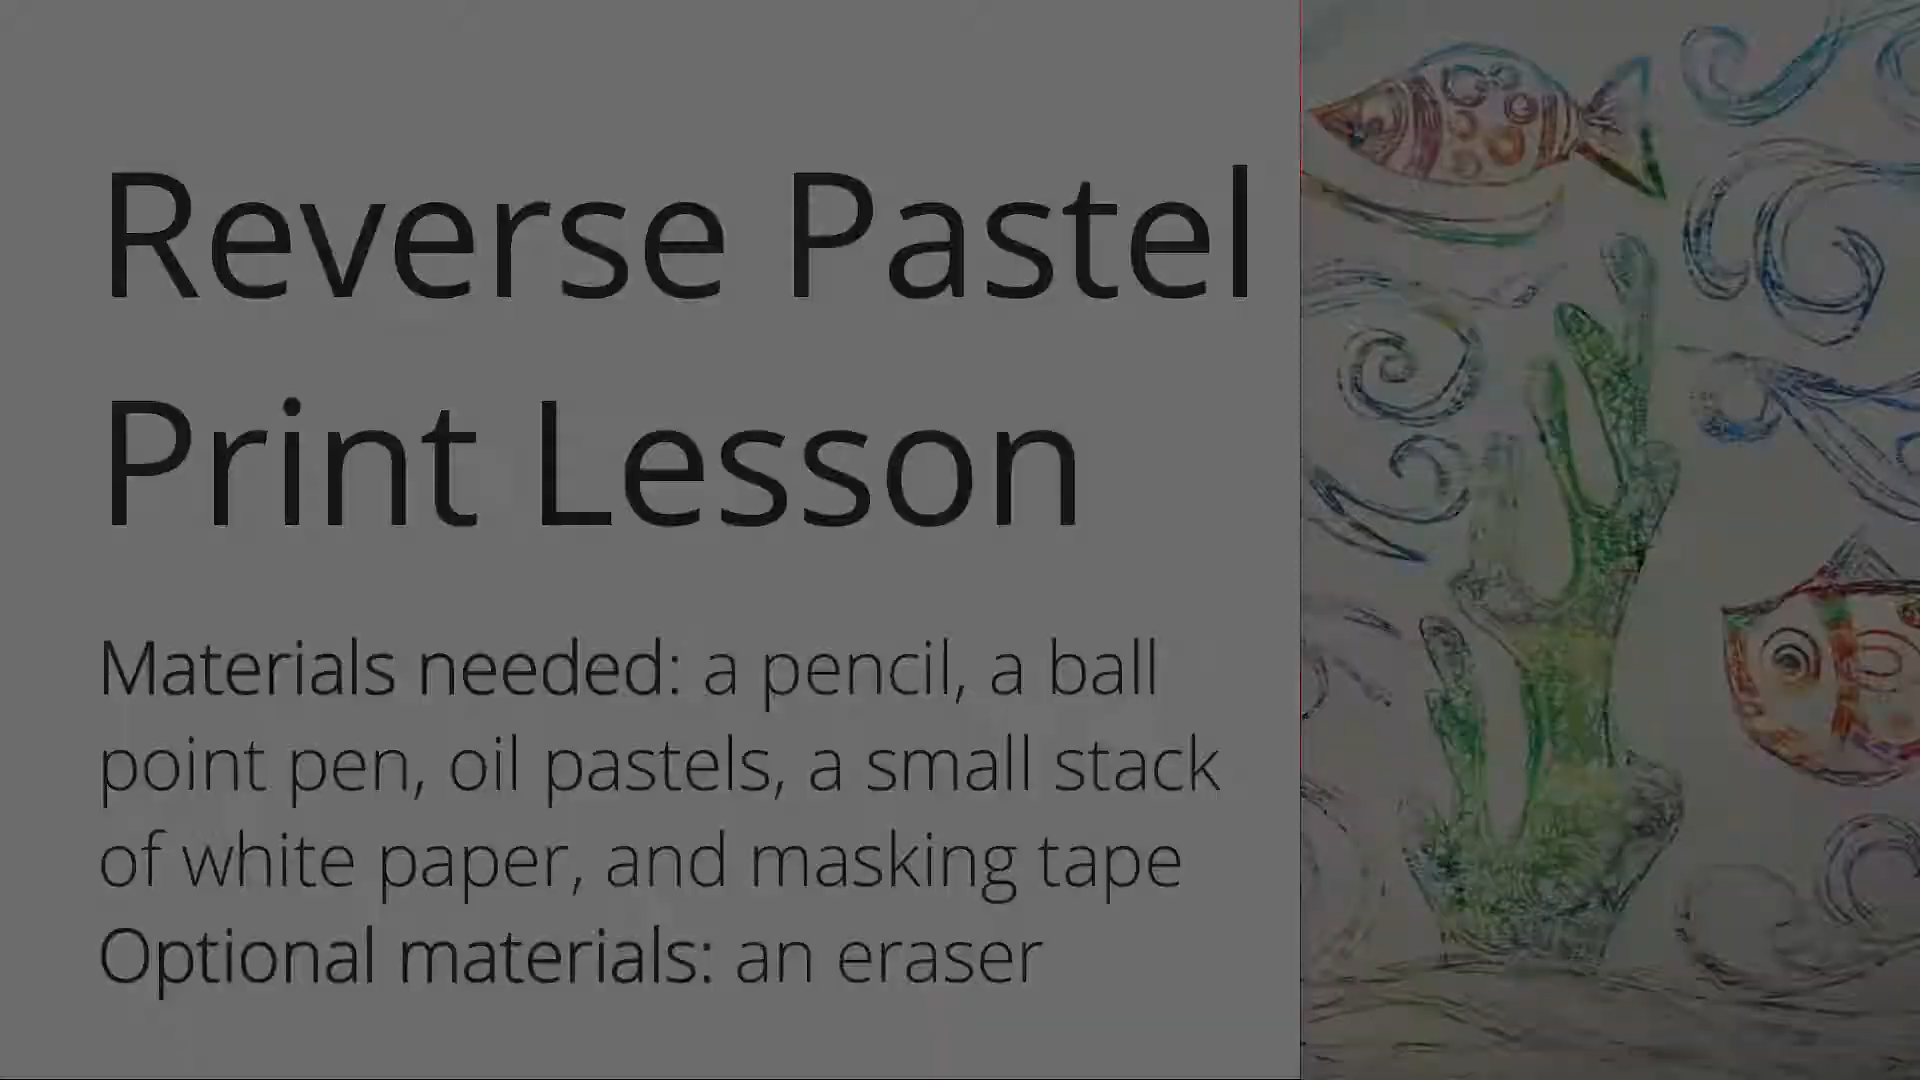 Reverse Pastel
Print Lesson
Materials needed: a pencil, a ball
point pen, oil pastels, a small stack
of white paper, and masking tape
Optional materials: an eraser